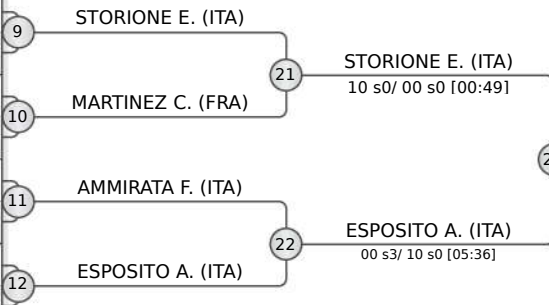 STORIONE E. (ITA)
9
21
STORIONE E. (ITA)
10 s0/ 00 s0 [00:49]
MARTINEZ C. (FRA)
10
AMMIRATA F. (ITA)
11
22
ESPOSITO A. (ITA)
00 s3/ 10 s0 [05:36]
ESPOSITO A. (ITA)
12